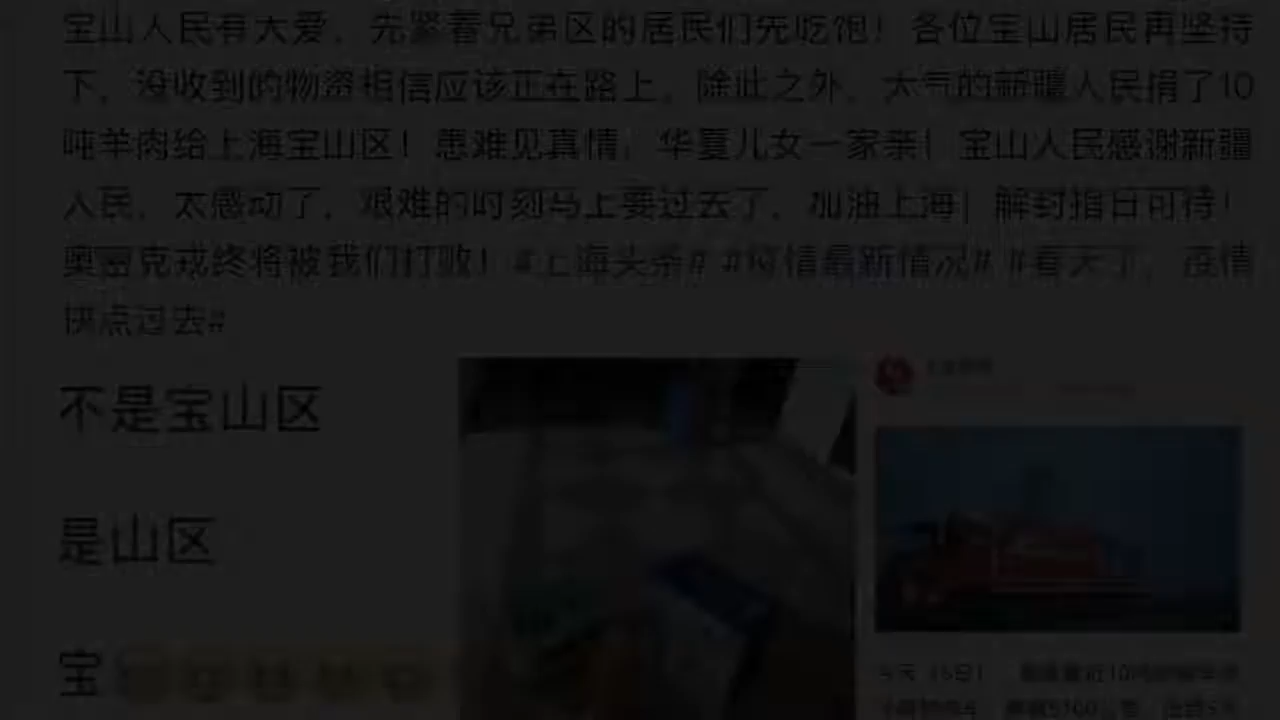 宝山人民有大爱，先紧着兄弟区的居民们先吃饱！各位宝山居民再坚持
下，没收到的物资相信应该正在路上，除此之外，大气的新疆人民捐了10
吨羊肉给上海宝山区！患难见真情，华夏儿女一家亲！宝山人民感谢新疆
人民，太感动了，艰难的时刻马上要过去了，加油上海！解封指日可待！
奥密克戎终将被我们打败！#上海头条# #疫情最新情况# #春天了，疫情
快点过去#
不是宝山区
是山区
宝